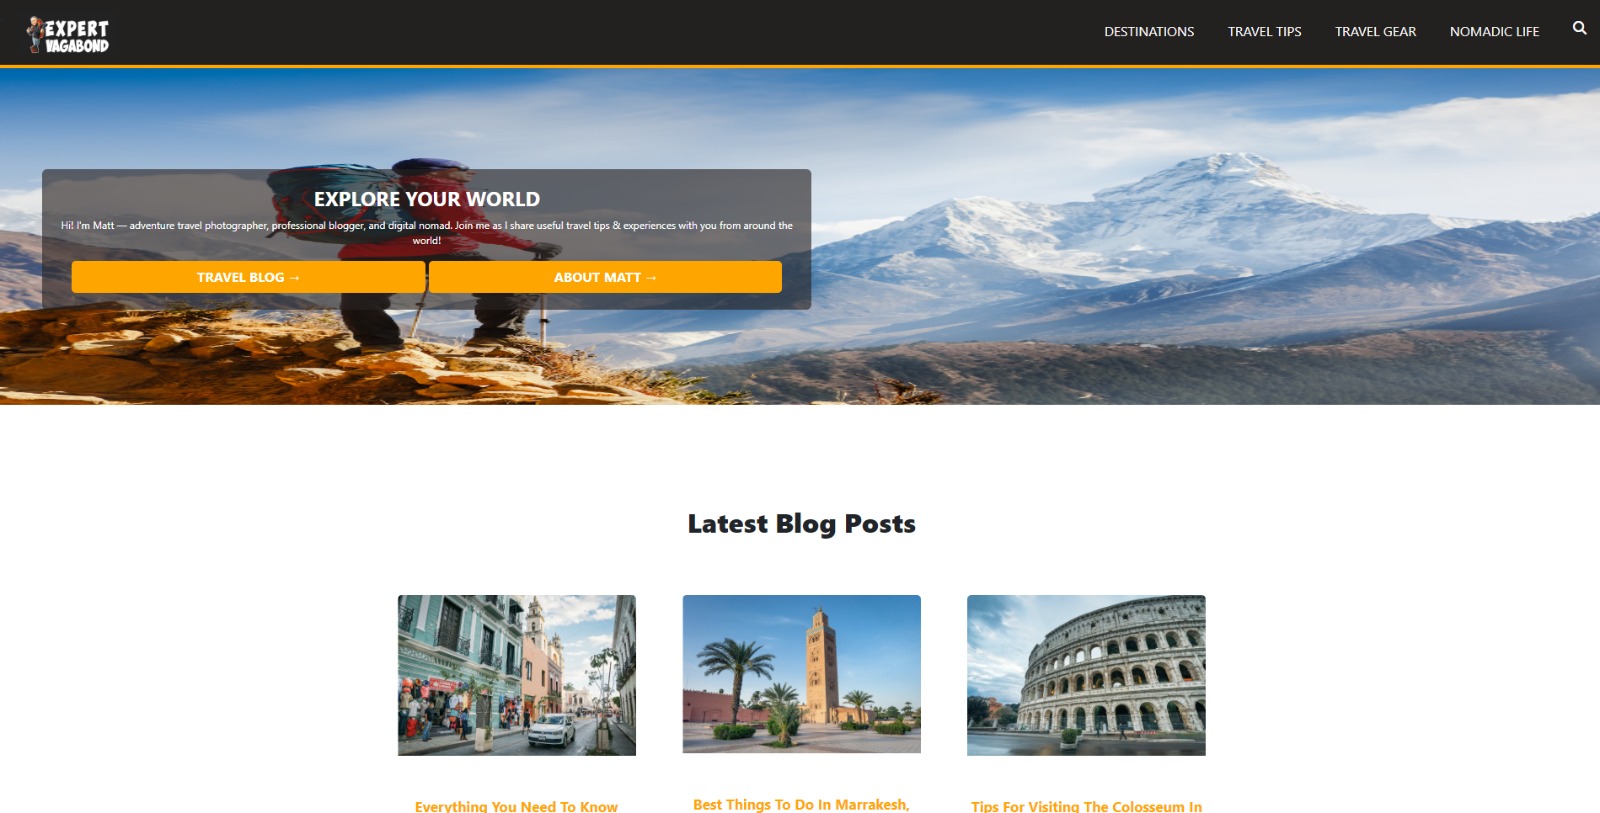 EXPERT
VAGABOND
DESTINATIONS
TRAVEL TIPS
TRAVEL GEAR
NOMADIC LIFE
EXPLORE YOUR WORLD
Hi! I'm Matt — adventure travel photographer, professional blogger, and digital nomad. Join me as I share useful travel tips & experiences with you from around the
world!
TRAVEL BLOG →
ABOUT MATT →
Latest Blog Posts
Everything You Need To Know
Best Things To Do In Marrakesh,
Tips For Visiting The Colosseum In